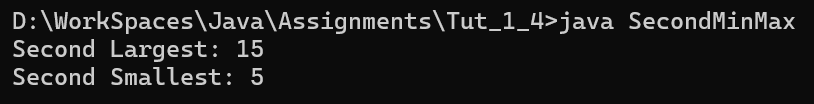 D:\WorkSpaces\Java\Assignments\Tut_1_4>java SecondMinMax
Second Largest: 15
Second Smallest: 5